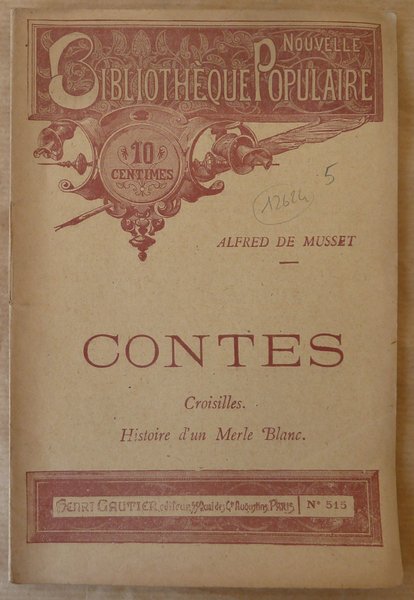 NOUVELLE
BIBLIOTHÈQUE POPULAIRE
10
CENTIMES
5
12624
ALFRED DE MUSSET
CONTES
Croisilles.
Histoire d'un Merle Blanc.
HENRI GAUTIER, editeur, 55 Quai des Gds Augustins, PARIS | N° 515